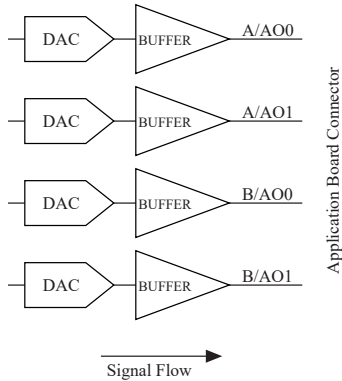 DAC BUFFER A/AO0
DAC BUFFER A/AO1
DAC BUFFER B/AO0
DAC BUFFER B/AO1
Application Board Connector
Signal Flow